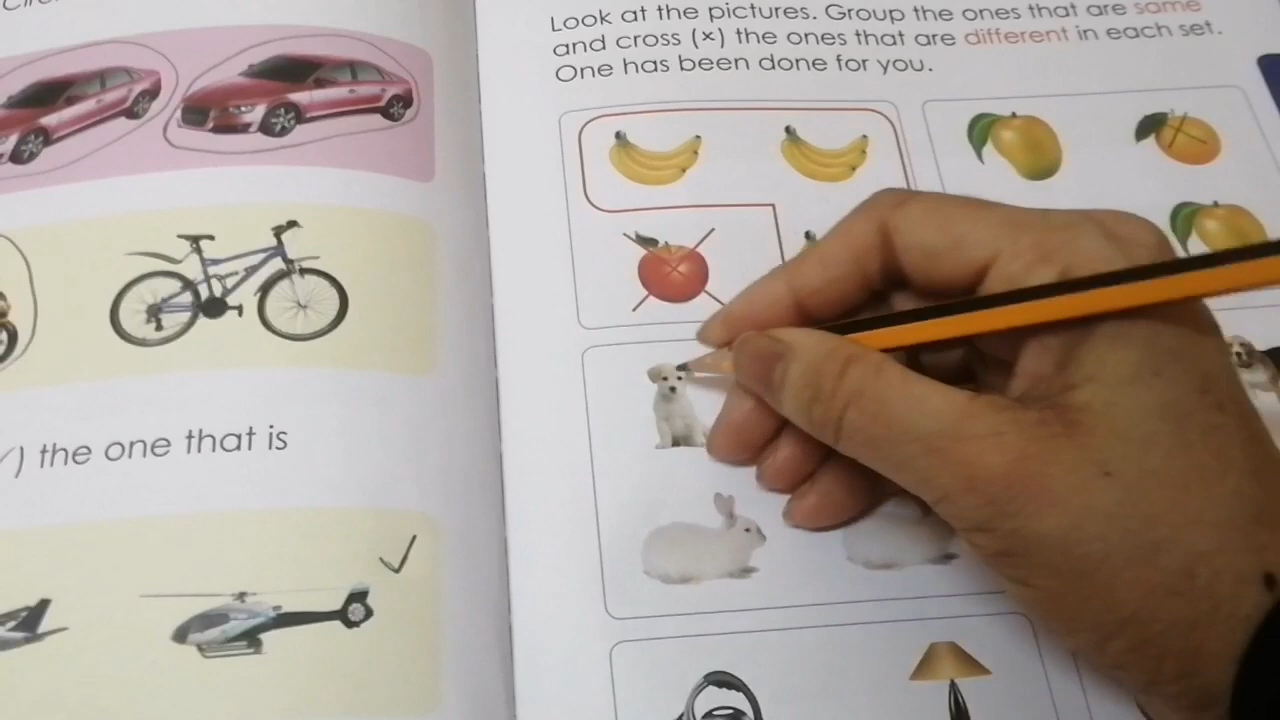 Look at the pictures. Group the ones that are same
and cross (×) the ones that are different in each set.
One has been done for you.
) the one that is